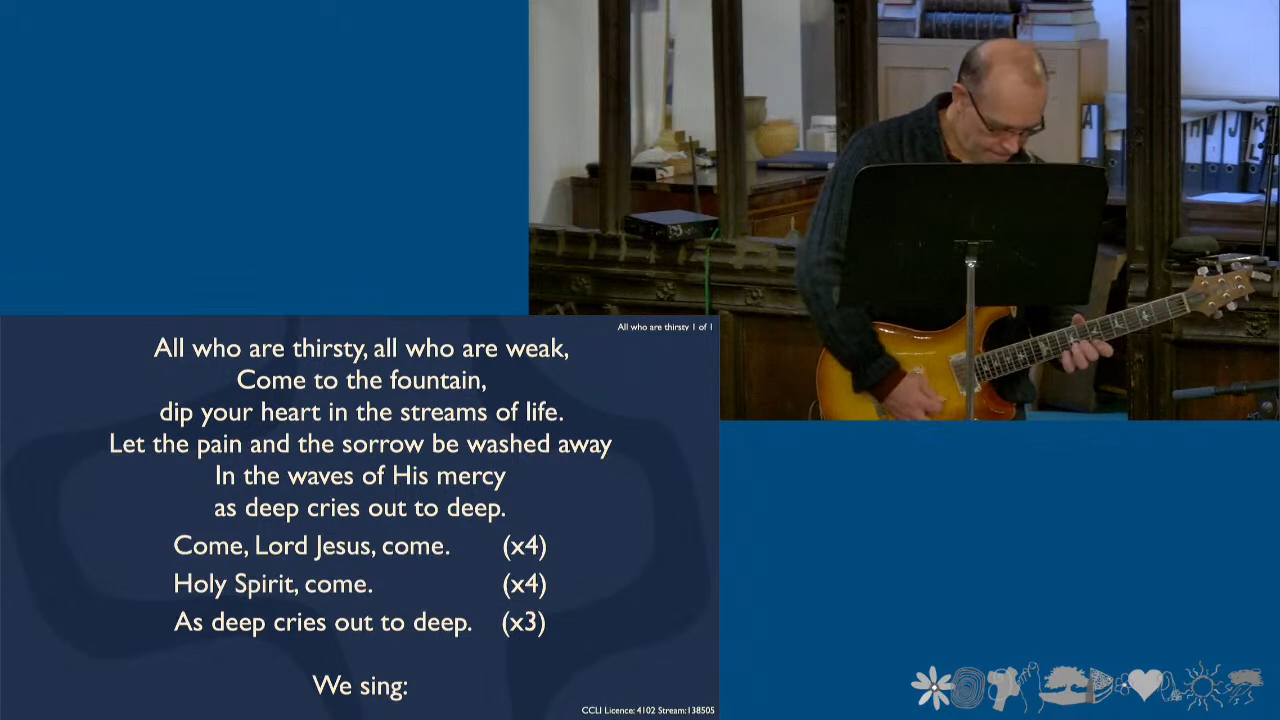 All who are thirsty 1 of 1
All who are thirsty, all who are weak,
Come to the fountain,
dip your heart in the streams of life.
Let the pain and the sorrow be washed away
In the waves of His mercy
as deep cries out to deep.
Come, Lord Jesus, come. (x4)
Holy Spirit, come. (x4)
As deep cries out to deep. (x3)
We sing:
CCLI Licence: 4102 Stream:138505
A
H
V
J
K
L